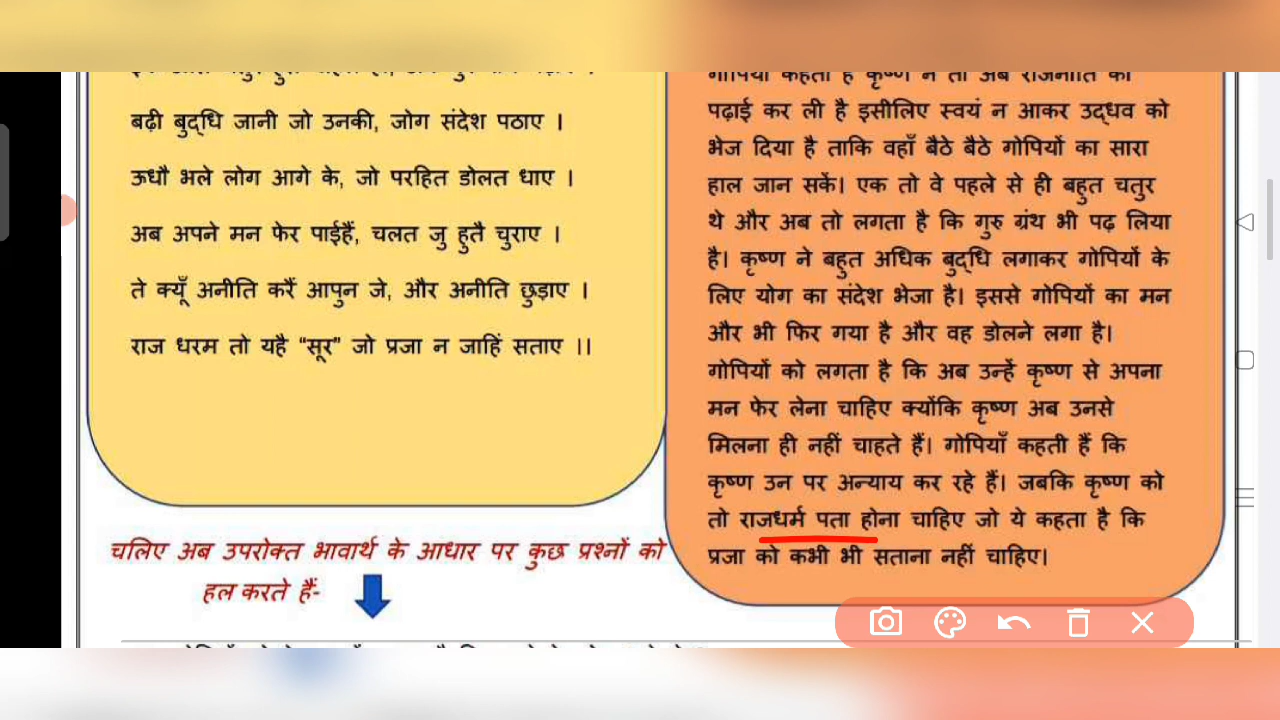 बढ़ी बुद्धि जानी जो उनकी, जोग संदेश पठाए ।
ऊधौ भले लोग आगे के, जो परहित डोलत धाए ।
अब अपने मन फेर पाईहैं, चलत जु हुतै चुराए ।
ते क्यूँ अनीति करैं आपुन जे, और अनीति छुड़ाए ।
राज धरम तो यहै “सूर” जो प्रजा न जाहिं सताए ।।
गोपियाँ कहती हैं कृष्ण ने तो अब राजनीति की
पढ़ाई कर ली है इसीलिए स्वयं न आकर उद्धव को
भेज दिया है ताकि वहाँ बैठे बैठे गोपियों का सारा
हाल जान सकें। एक तो वे पहले से ही बहुत चतुर
थे और अब तो लगता है कि गुरु ग्रंथ भी पढ़ लिया
है। कृष्ण ने बहुत अधिक बुद्धि लगाकर गोपियों के
लिए योग का संदेश भेजा है। इससे गोपियों का मन
और भी फिर गया है और वह डोलने लगा है।
गोपियों को लगता है कि अब उन्हें कृष्ण से अपना
मन फेर लेना चाहिए क्योंकि कृष्ण अब उनसे
मिलना ही नहीं चाहते हैं। गोपियाँ कहती हैं कि
कृष्ण उन पर अन्याय कर रहे हैं। जबकि कृष्ण को
तो राजधर्म पता होना चाहिए जो ये कहता है कि
प्रजा को कभी भी सताना नहीं चाहिए।
चलिए अब उपरोक्त भावार्थ के आधार पर कुछ प्रश्नों को
हल करते हैं-